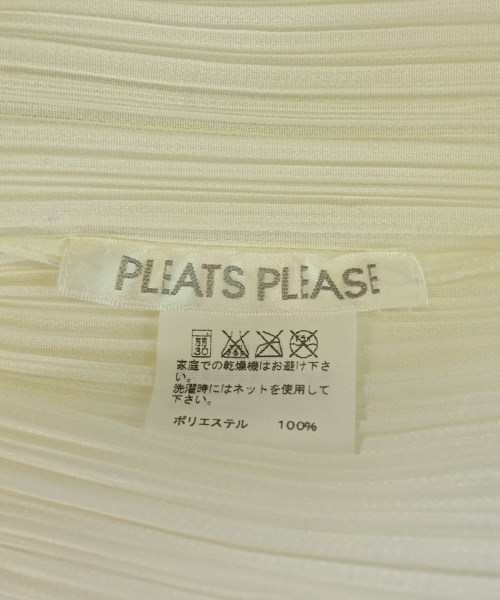 PLEATS PLEASE
家庭での乾燥機はお避け下さ
い。
洗濯時にはネットを使用して
下さい。
ポリエステル 100%